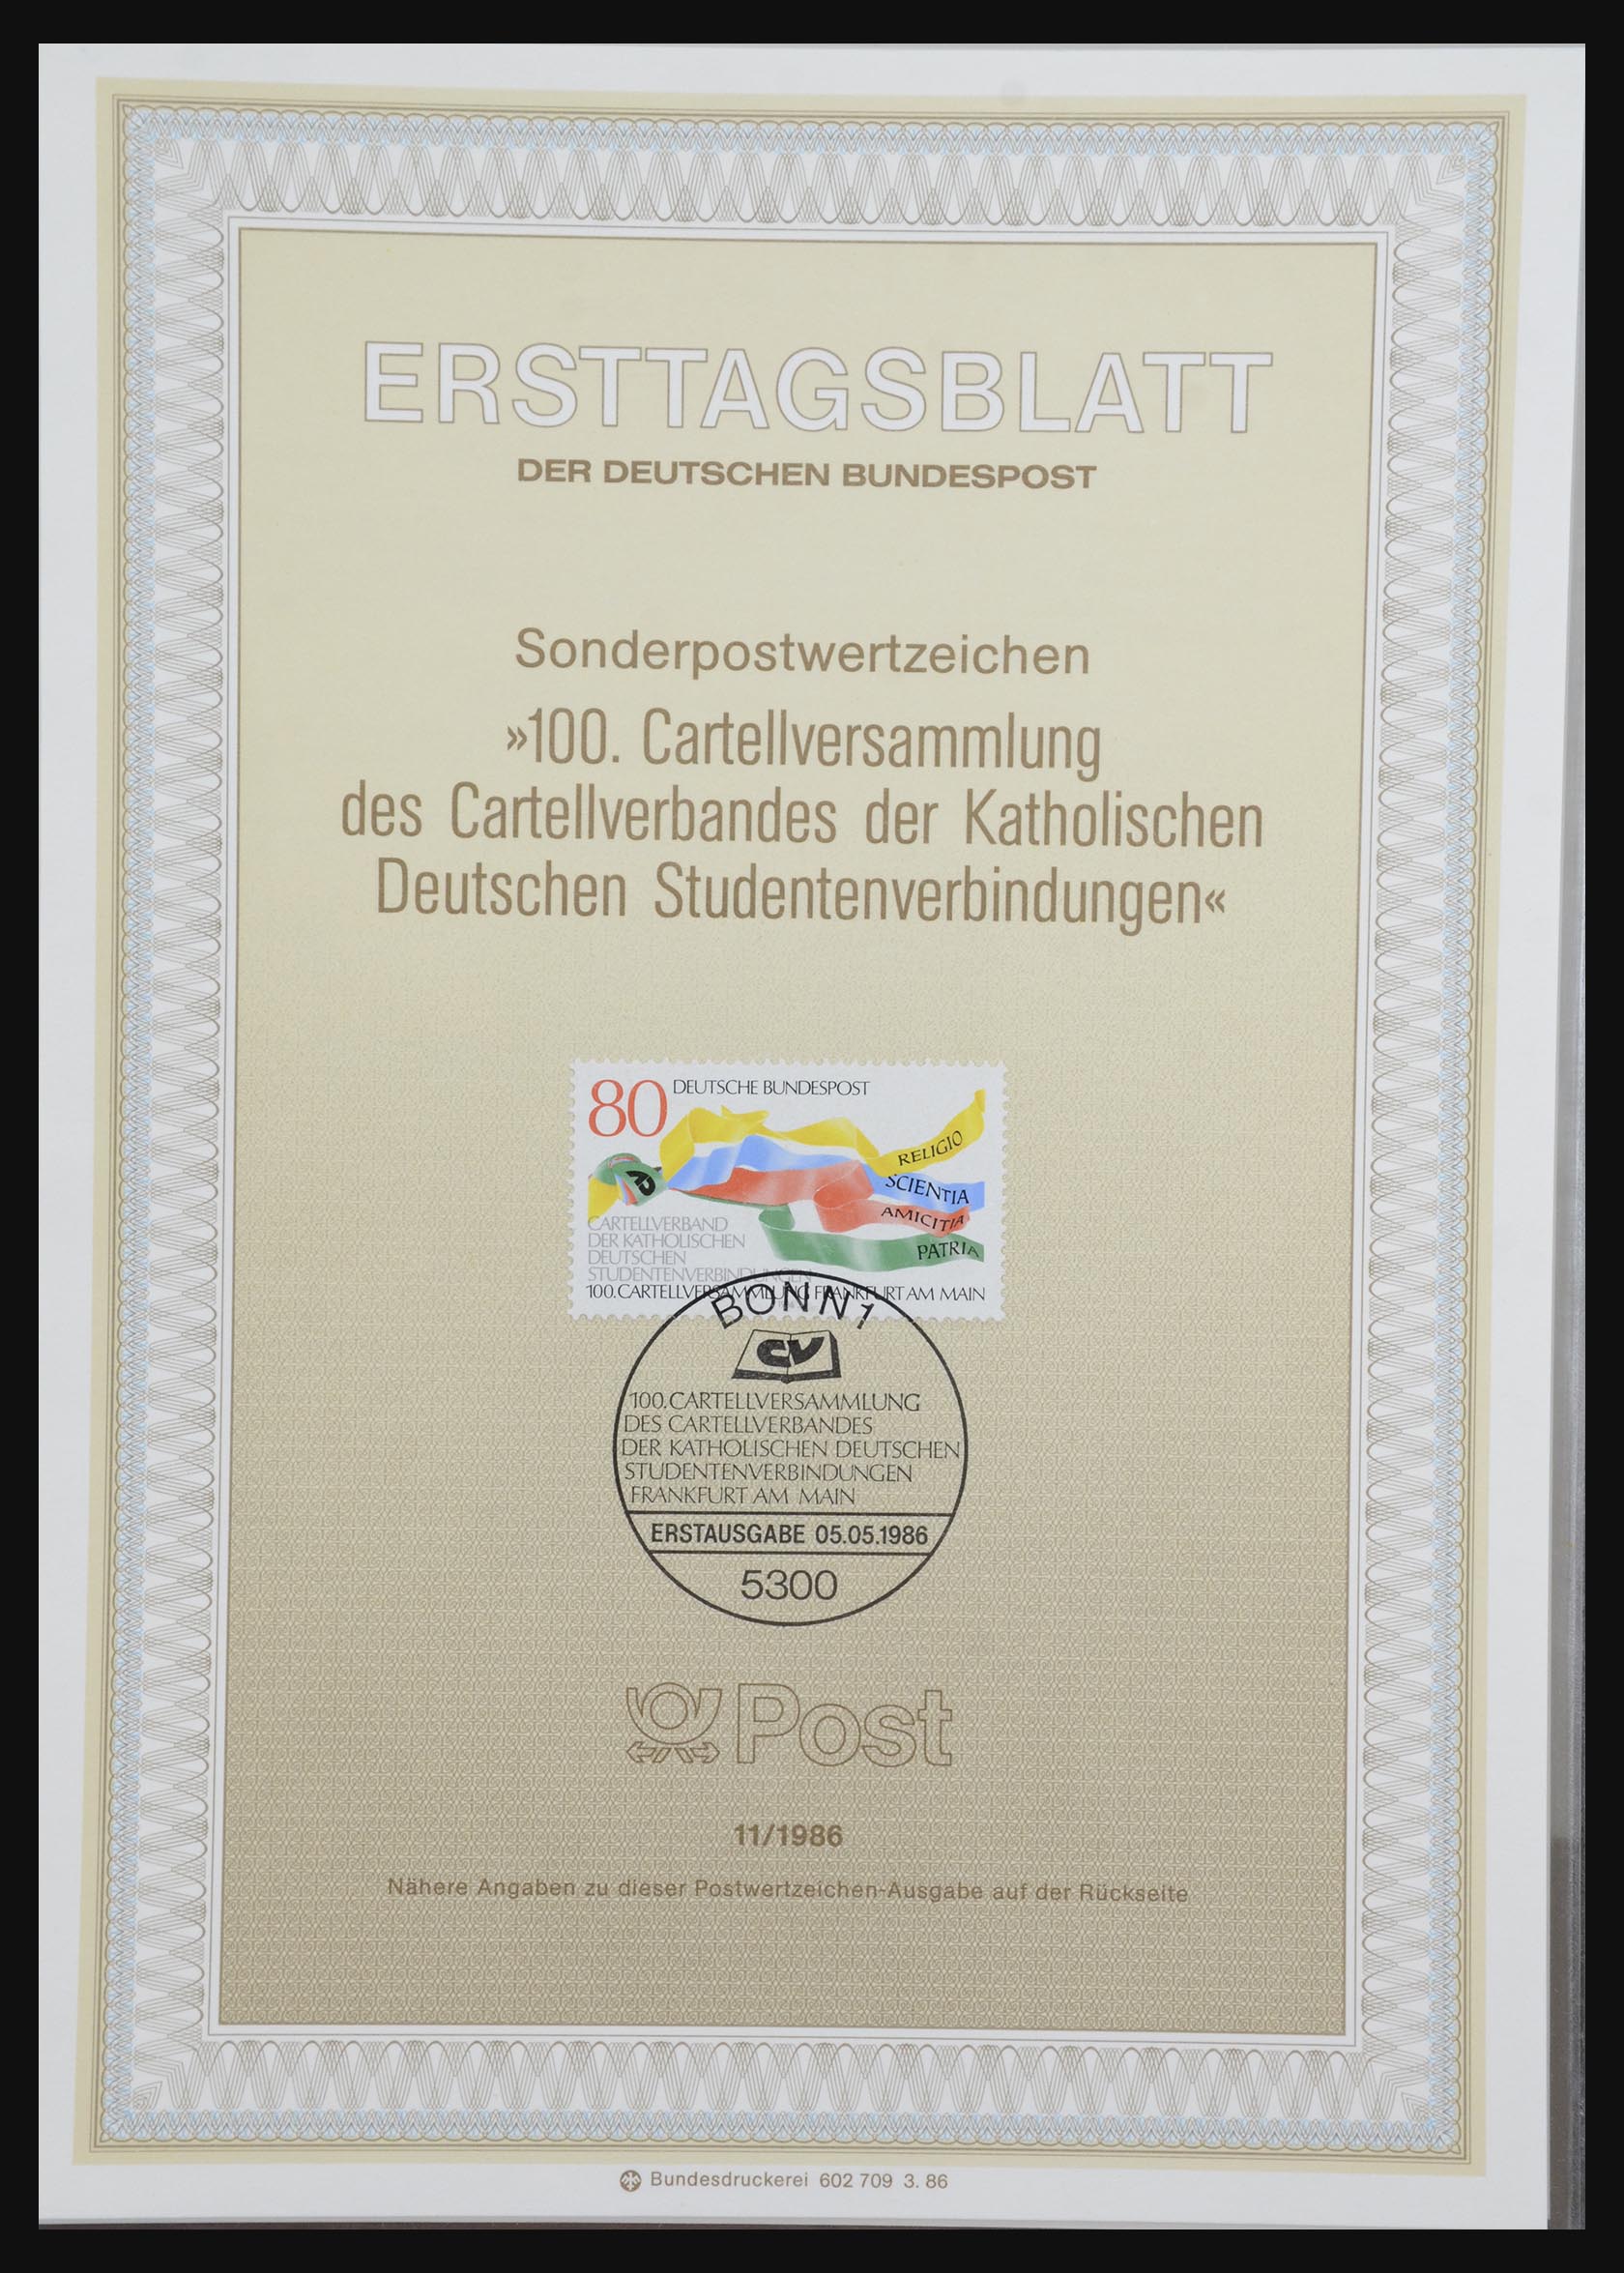 ERSTTAGSBLATT
DER DEUTSCHEN BUNDESPOST
Sonderpostwertzeichen
»100. Cartellversammlung
des Cartellverbandes der Katholischen
Deutschen Studentenverbindungen«
80 DEUTSCHE BUNDESPOST
RELIGIO
SCIENTIA
AMICITIA
PATRIA
CARTELLVERBAND
DER KATHOLISCHEN
DEUTSCHEN
STUDENTENVERBINDUNGEN
100. CARTELLVERSAMMLUNG FRANKFURT AM MAIN
BONN 1
CV
100. CARTELLVERSAMMLUNG
DES CARTELLVERBANDES
DER KATHOLISCHEN DEUTSCHEN
STUDENTENVERBINDUNGEN
FRANKFURT AM MAIN
ERSTAUSGABE 05.05.1986
5300
Post
11/1986
Nähere Angaben zu dieser Postwertzeichen-Ausgabe auf der Rückseite
Bundesdruckerei 602 709 3. 86